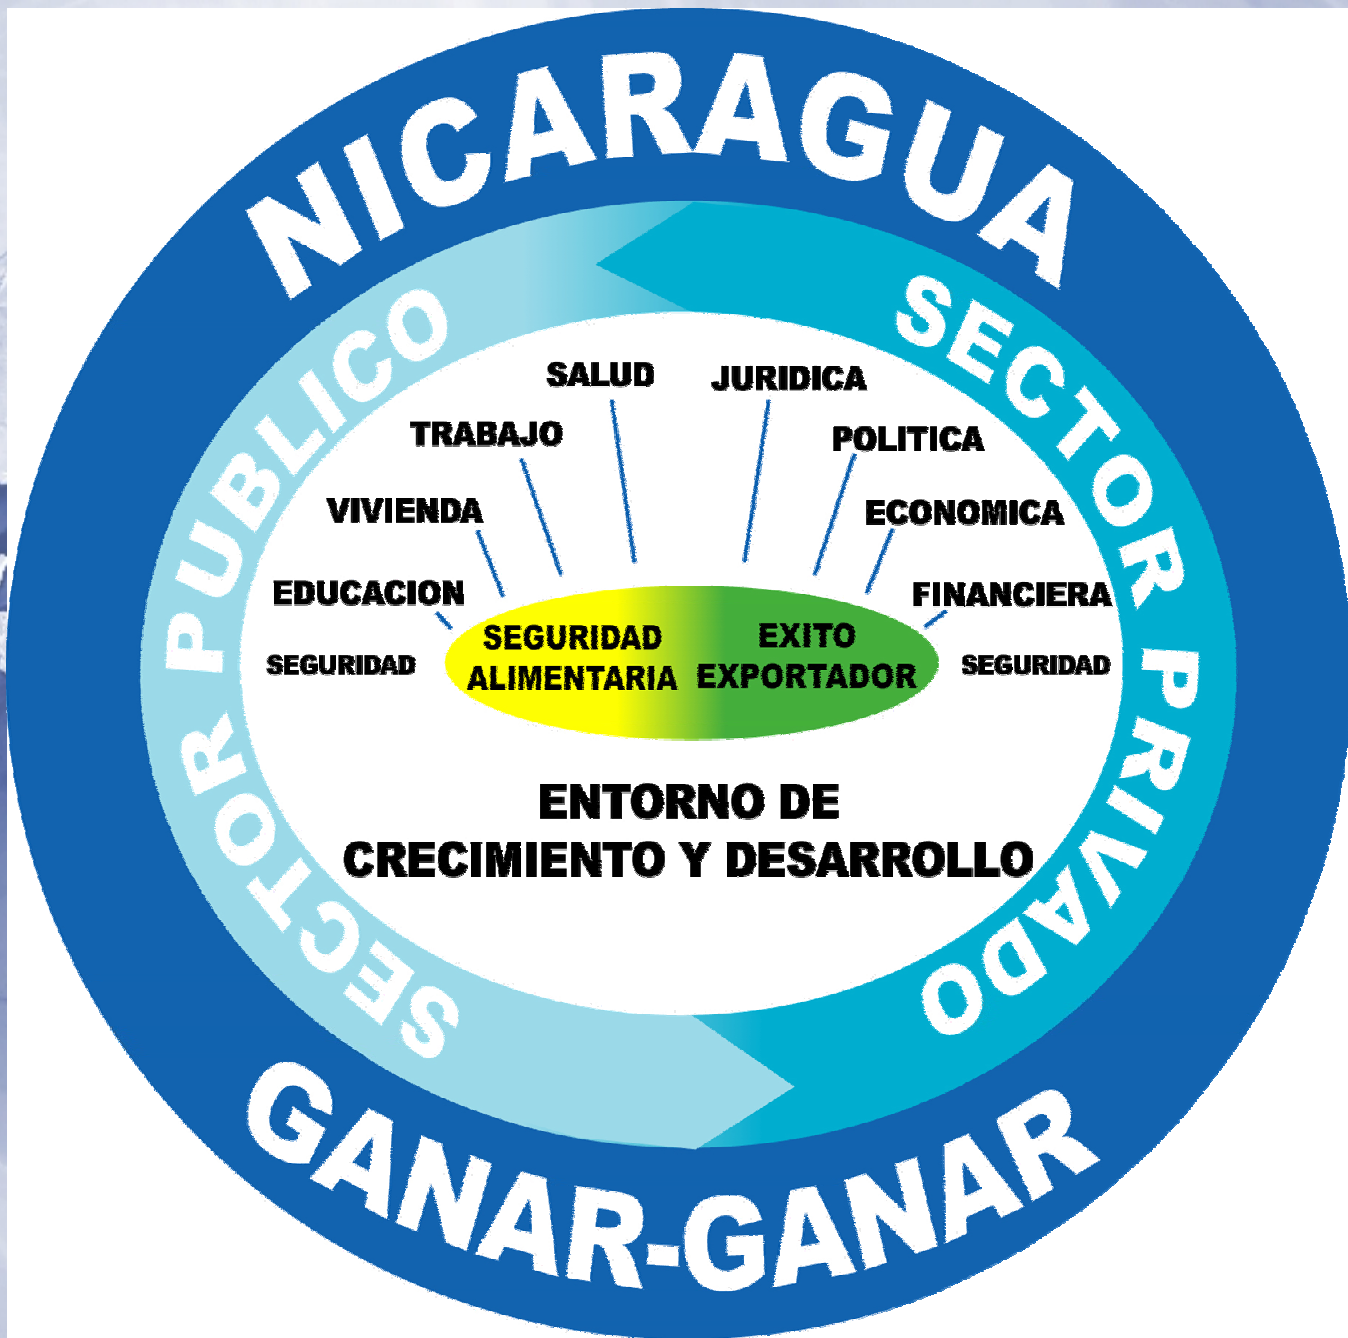 NICARAGUA
SECTOR PUBLICO
SECTOR PRIVADO
SALUD
JURIDICA
TRABAJO
POLITICA
VIVIENDA
ECONOMICA
EDUCACION
FINANCIERA
SEGURIDAD
SEGURIDAD
ALIMENTARIA
EXITO
EXPORTADOR
SEGURIDAD
ENTORNO DE
CRECIMIENTO Y DESARROLLO
GANAR-GANAR